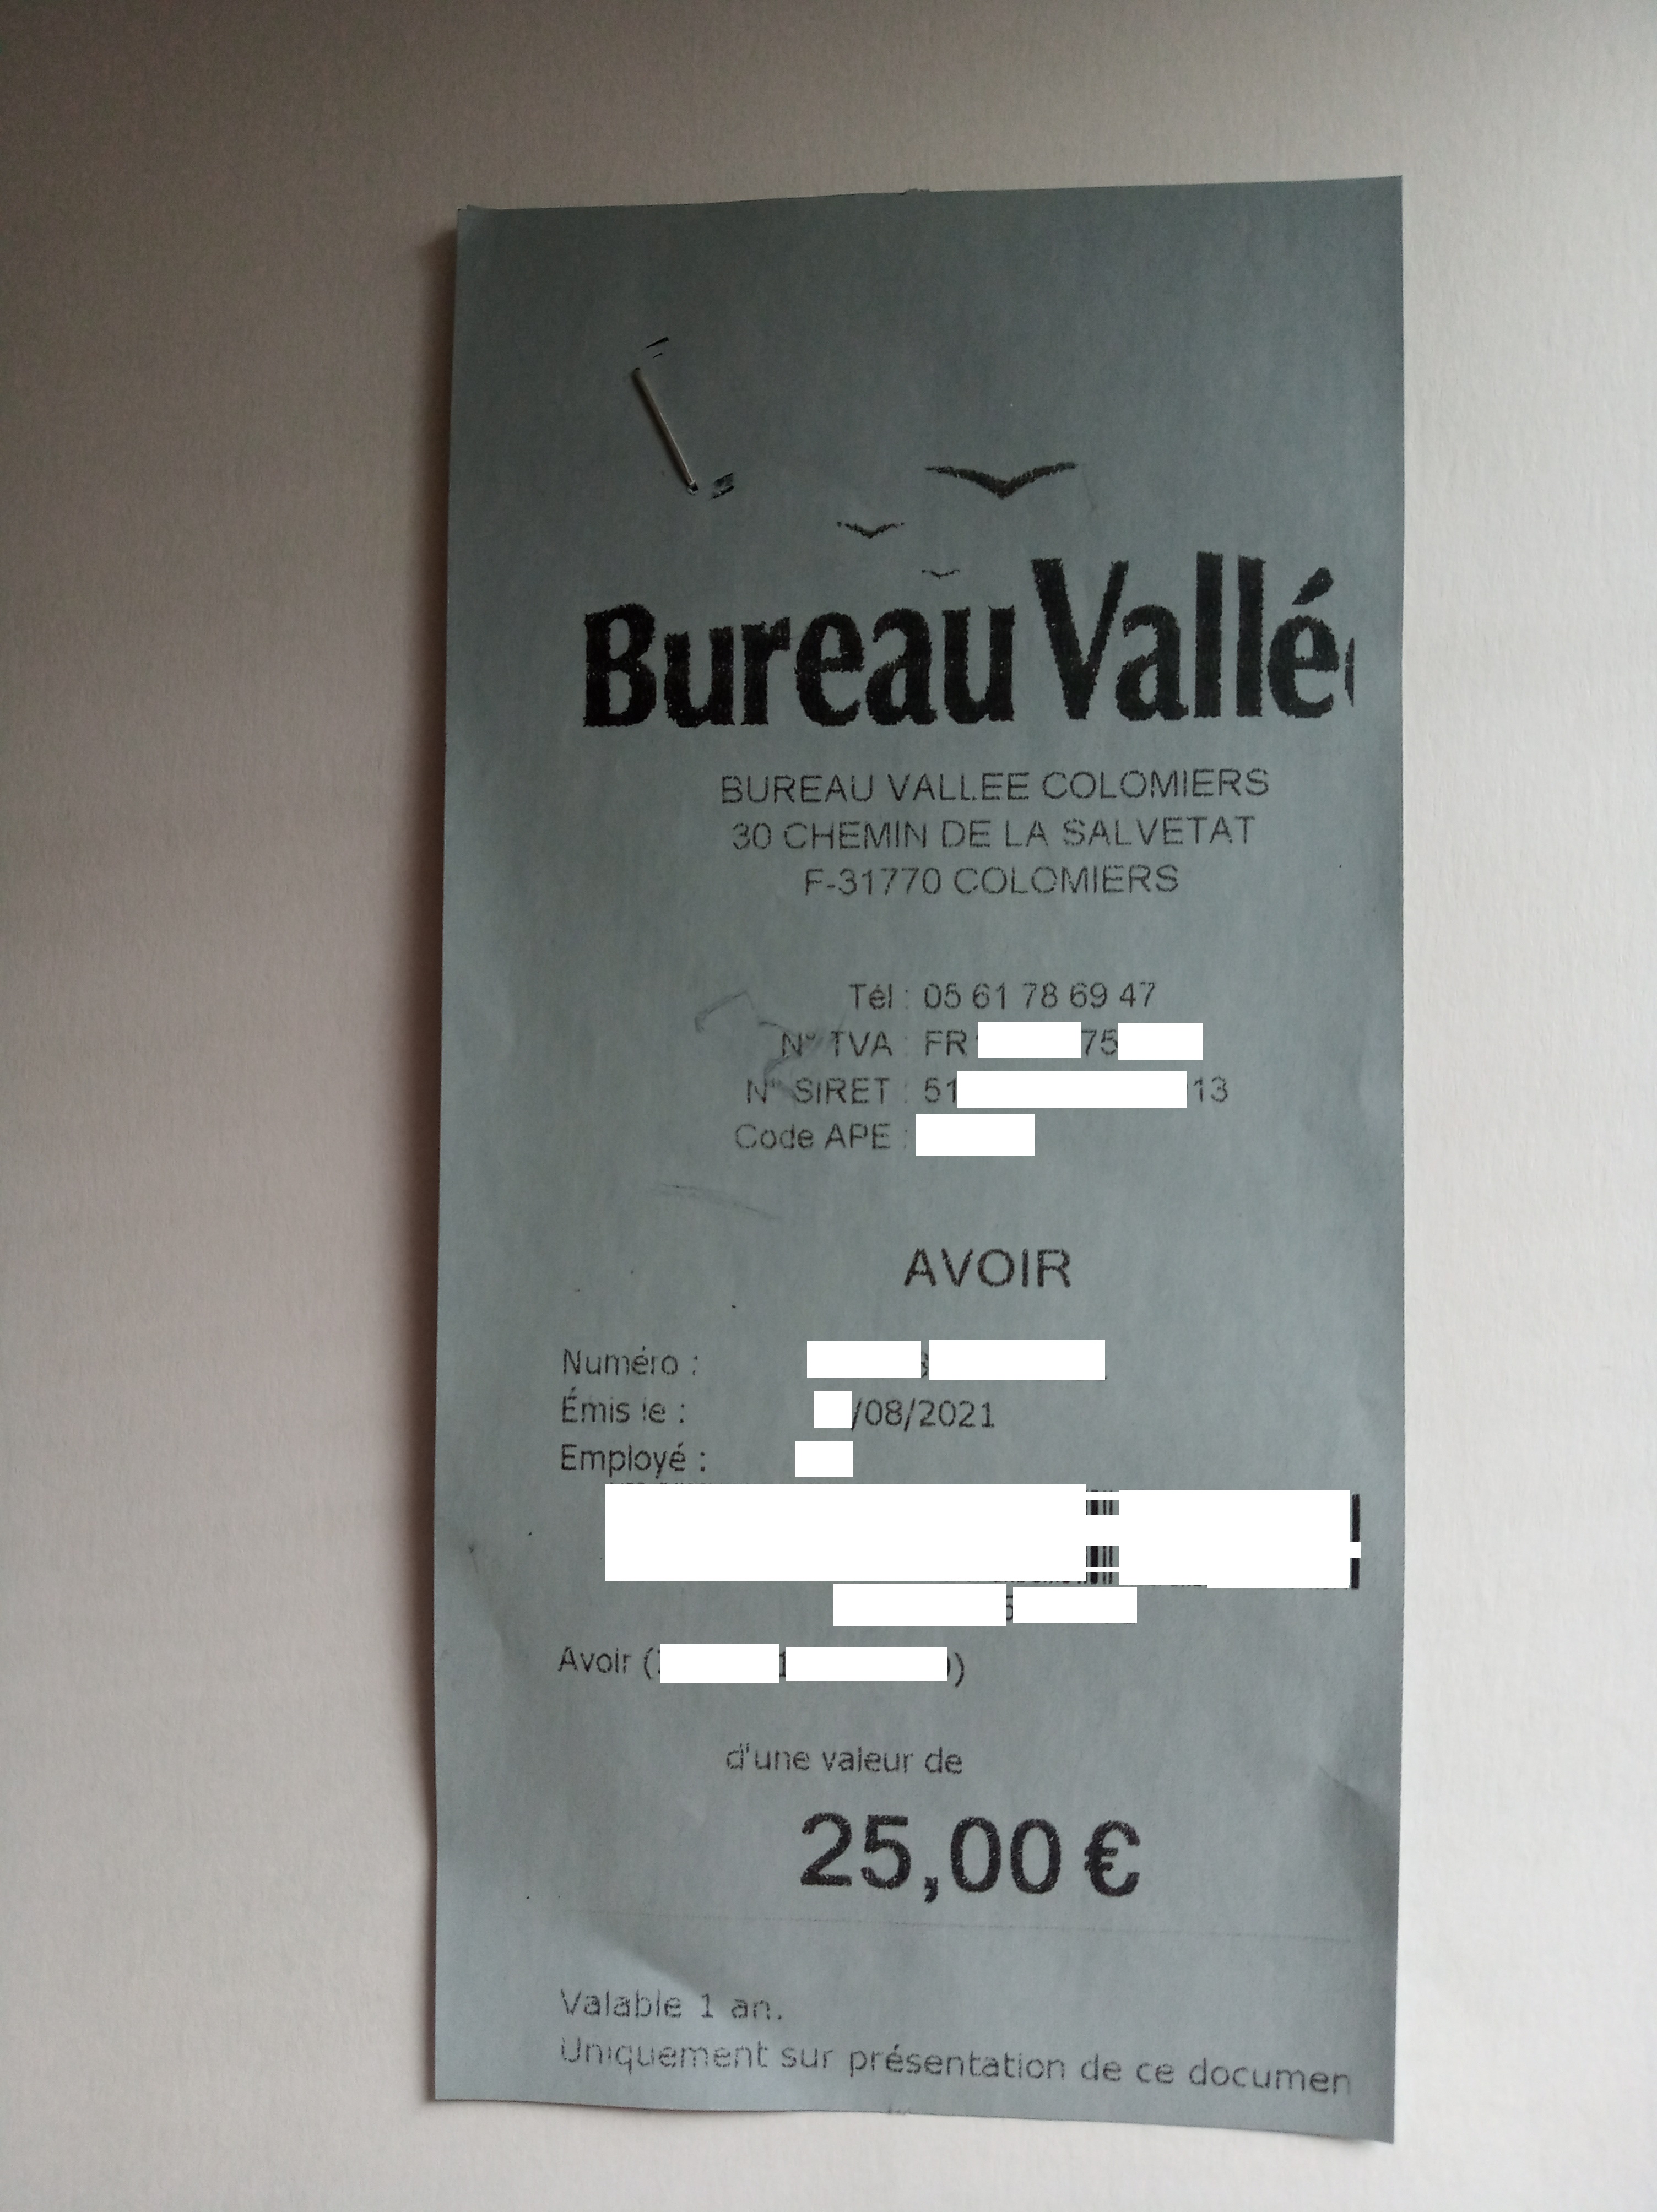 Bureau Vallé
BUREAU VALLEE COLOMIERS
30 CHEMIN DE LA SALVETAT
F-31770 COLOMIERS
Tél : 05 61 78 69 47
N° TVA : FR 75
N° SIRET : 51 13
Code APE :
AVOIR
Numéro :
Émis le : /08/2021
Employé :
Avoir ( )
d'une valeur de
25,00 €
Valable 1 an.
Uniquement sur présentation de ce documen